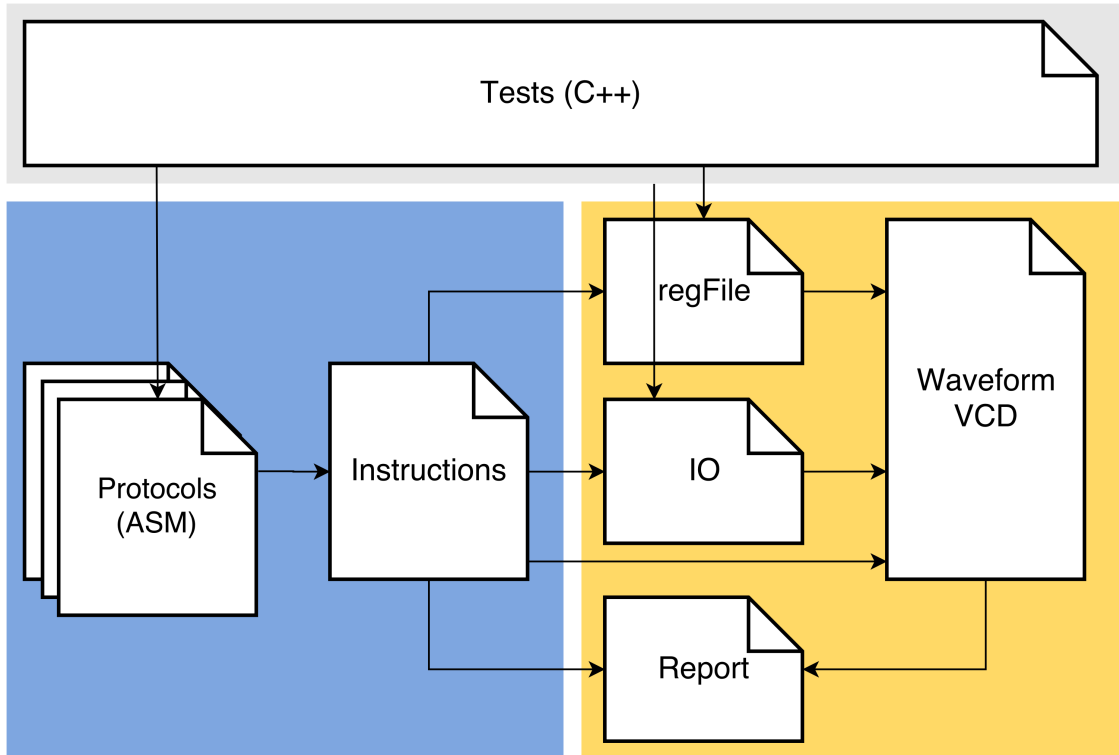 Tests (C++)
regFile
Waveform
VCD
Protocols
(ASM)
Instructions
IO
Report